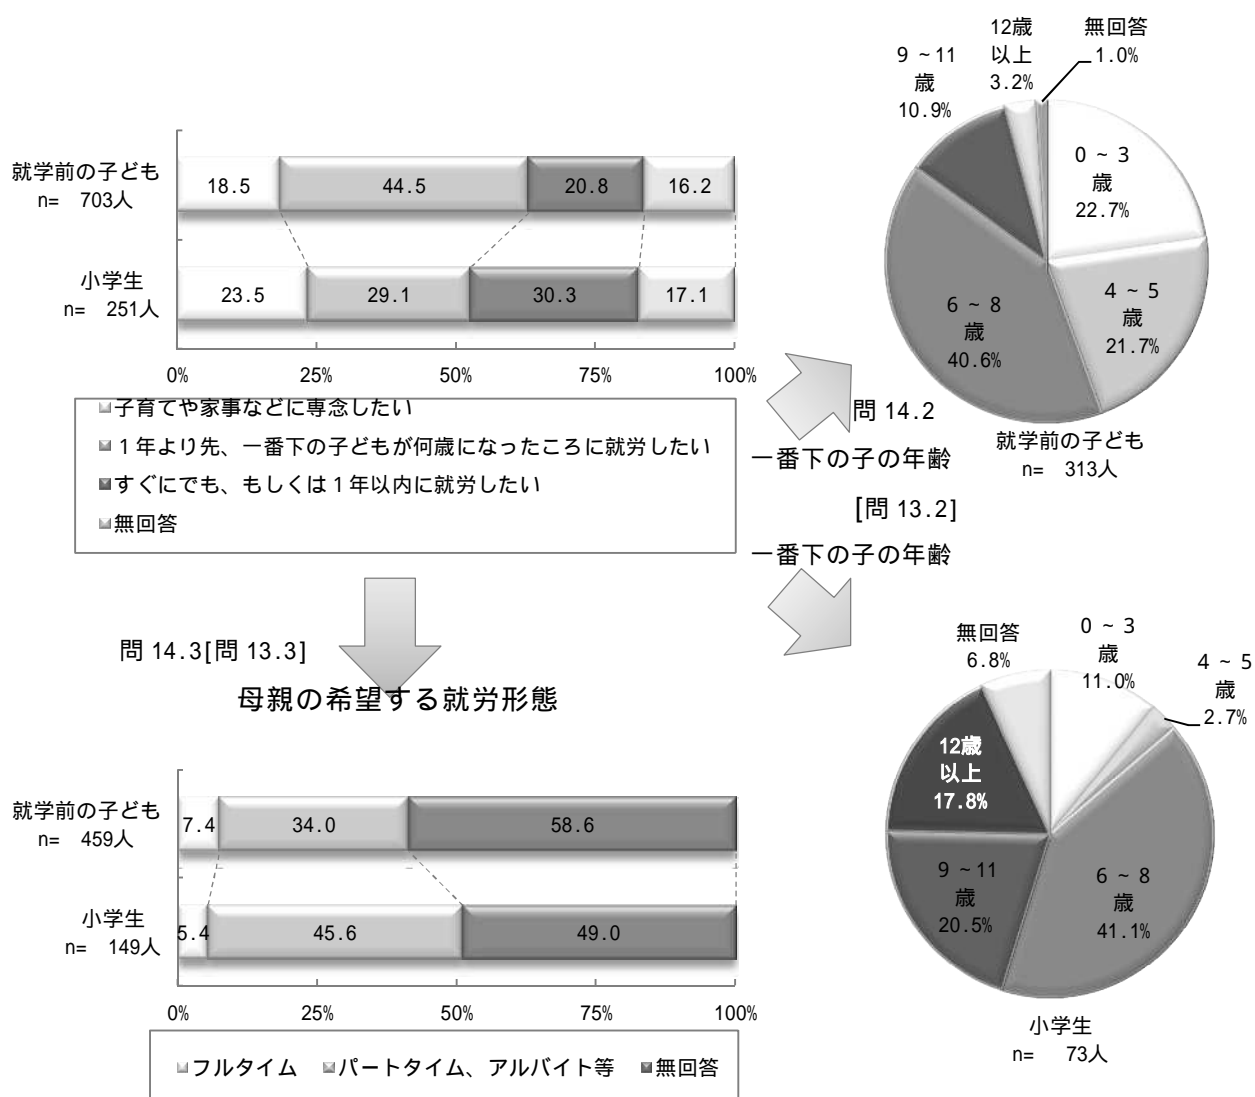 就学前の子ども
n= 703人
18.5
44.5
20.8
16.2
小学生
n= 251人
23.5
29.1
30.3
17.1
0%
25%
50%
75%
100%
子育てや家事などに専念したい
1年より先、一番下の子どもが何歳になったころに就労したい
すぐにでも、もしくは1年以内に就労したい
無回答
12歳
以上
3.2%
無回答
1.0%
9 ~ 11
歳
10.9%
0 ~ 3
歳
22.7%
4 ~ 5
歳
21.7%
6 ~ 8
歳
40.6%
就学前の子ども
n= 313人
問 14.2
一番下の子の年齢
[問 13.2]
一番下の子の年齢
問 14.3[問 13.3]
母親の希望する就労形態
就学前の子ども
n= 459人
7.4
34.0
58.6
小学生
n= 149人
5.4
45.6
49.0
0%
25%
50%
75%
100%
フルタイム
パートタイム、アルバイト等
無回答
無回答
6.8%
0 ~ 3
歳
11.0%
4 ~ 5
歳
2.7%
12歳
以上
17.8%
9 ~ 11
歳
20.5%
6 ~ 8
歳
41.1%
小学生
n= 73人